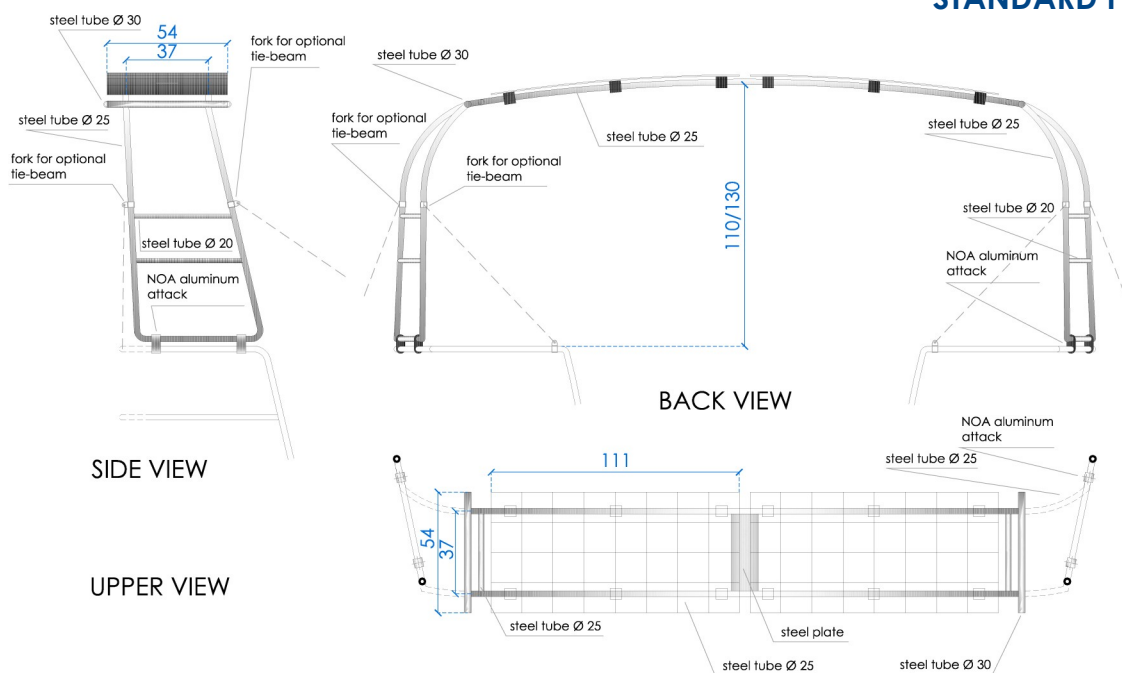 STANDARD
steel tube Ø 30
54
37
fork for optional
tie-beam
steel tube Ø 25
fork for optional
tie-beam
steel tube Ø 20
NOA aluminum
attack
SIDE VIEW
steel tube Ø 30
fork for optional
tie-beam
fork for optional
tie-beam
steel tube Ø 25
110/130
steel tube Ø 25
steel tube Ø 20
NOA aluminum
attack
BACK VIEW
NOA aluminum
attack
steel tube Ø 25
111
54
37
UPPER VIEW
steel tube Ø 25
steel plate
steel tube Ø 25
steel tube Ø 30